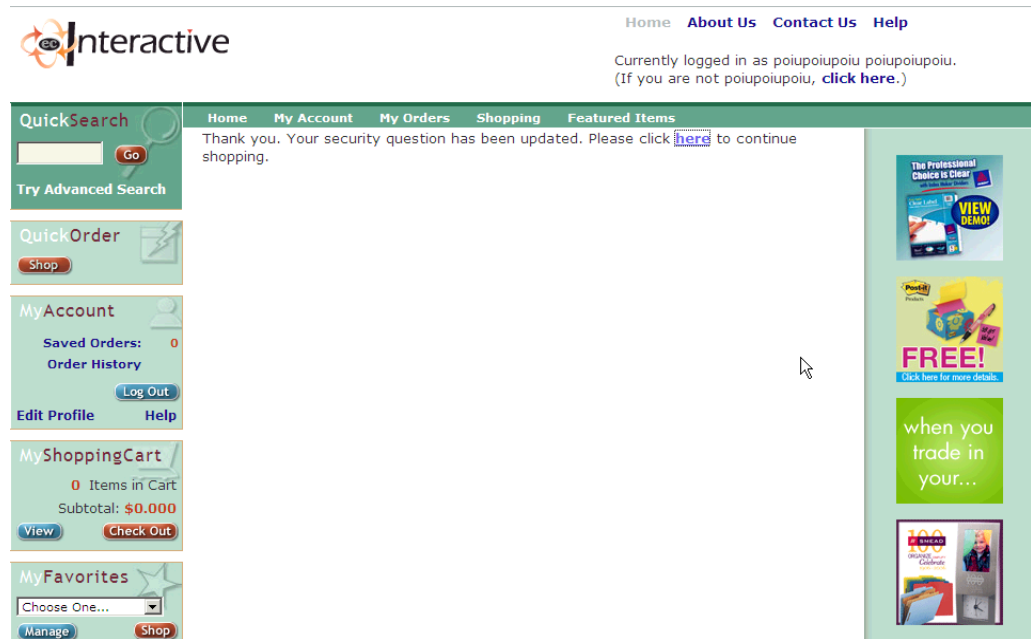 ec Interactive
Home About Us Contact Us Help
Currently logged in as poiupoiupoiu poiupoiupoiu.
(If you are not poiupoiupoiu, click here.)
Home My Account My Orders Shopping Featured Items
QuickSearch
Go
Try Advanced Search
QuickOrder
Shop
MyAccount
Saved Orders: 0
Order History
Log Out
Edit Profile Help
MyShoppingCart
0 Items in Cart
Subtotal: $0.000
View Check Out
MyFavorites
Choose One...
Manage Shop
Thank you. Your security question has been updated. Please click here to continue
shopping.
The Professional
Choice is Clear
VIEW
DEMO!
Post-it
Products
FREE!
Click here for more details.
when you
trade in
your...
SMEAD
100
ORGANIZE
Celebrate